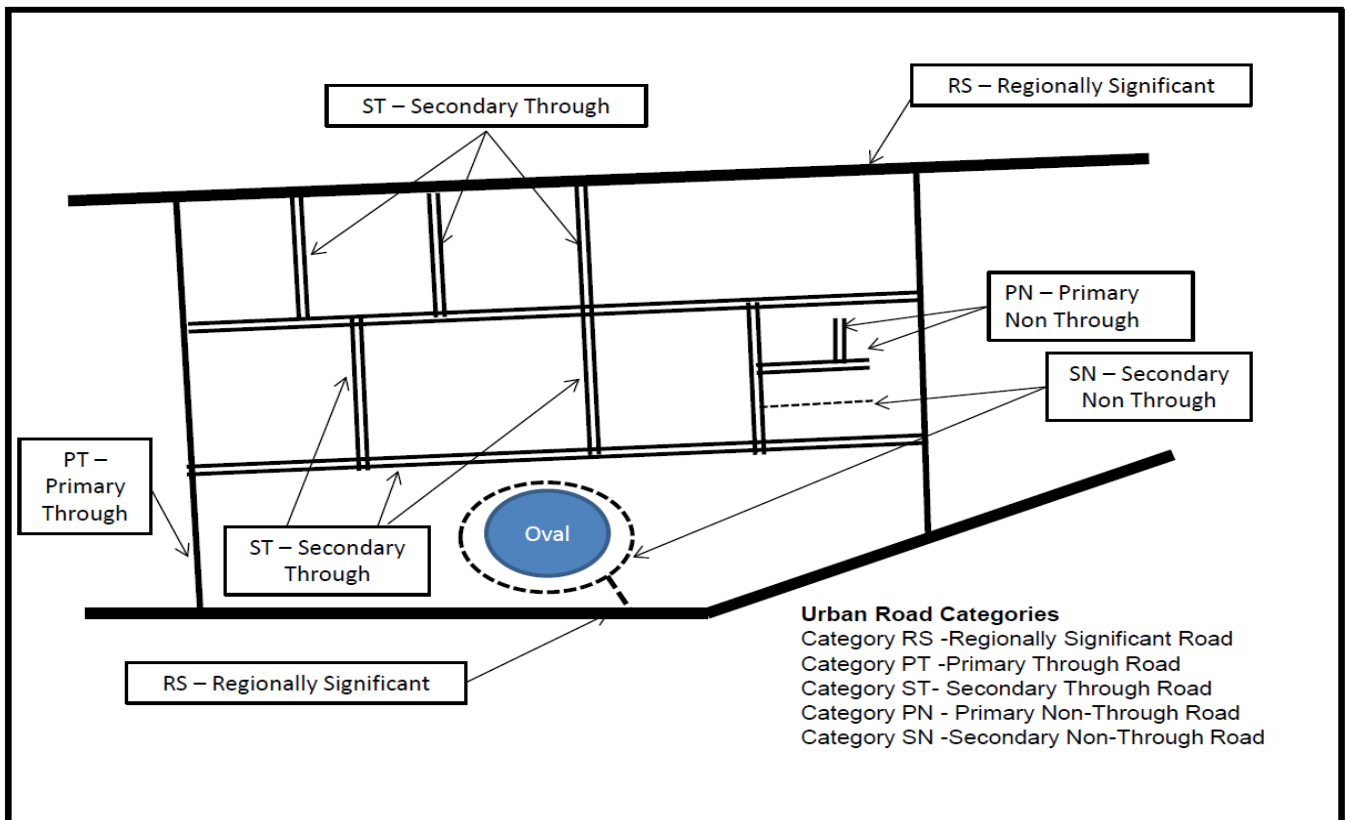 RS – Regionally Significant
ST – Secondary Through
PN – Primary
Non Through
SN – Secondary
Non Through
PT –
Primary
Through
ST – Secondary
Through
Oval
RS – Regionally Significant
Urban Road Categories
Category RS -Regionally Significant Road
Category PT -Primary Through Road
Category ST- Secondary Through Road
Category PN - Primary Non-Through Road
Category SN -Secondary Non-Through Road